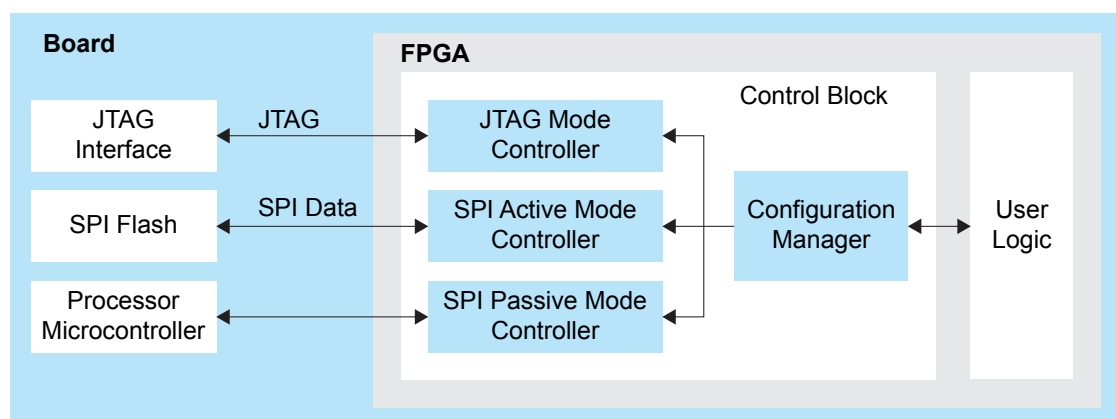 Board
FPGA
Control Block
JTAG
Interface
JTAG
JTAG Mode
Controller
SPI Flash
SPI Data
SPI Active Mode
Controller
Configuration
Manager
User
Logic
Processor
Microcontroller
SPI Passive Mode
Controller